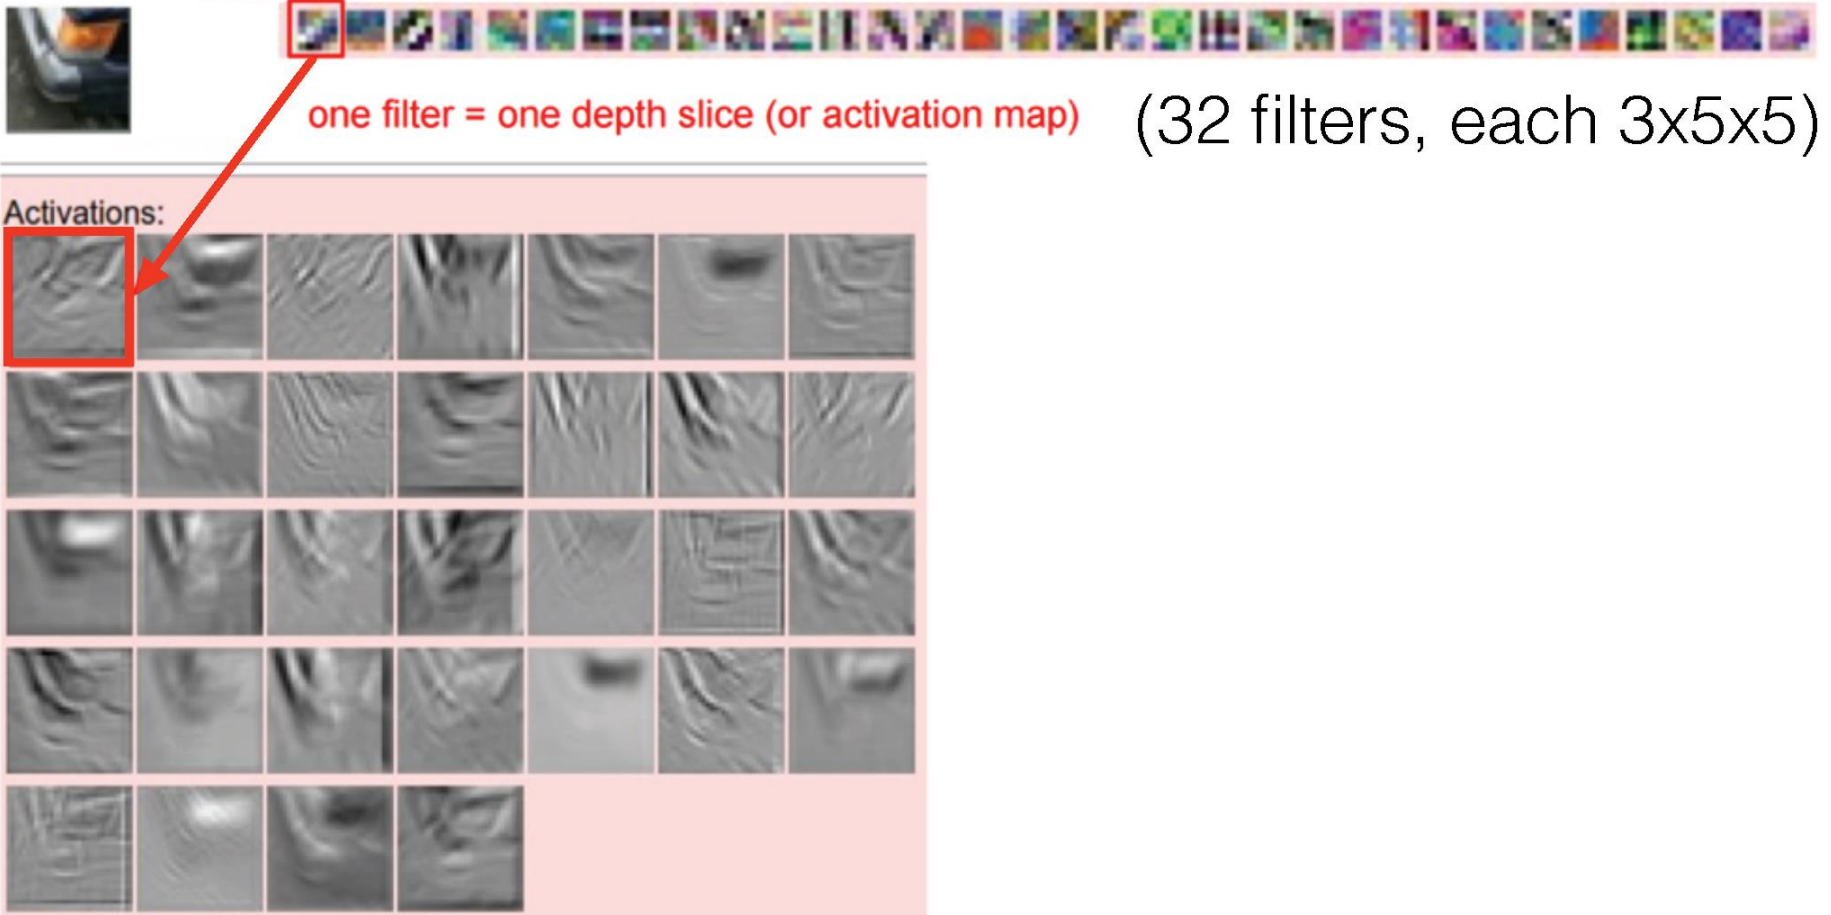 one filter = one depth slice (or activation map)
(32 filters, each 3x5x5)
Activations: